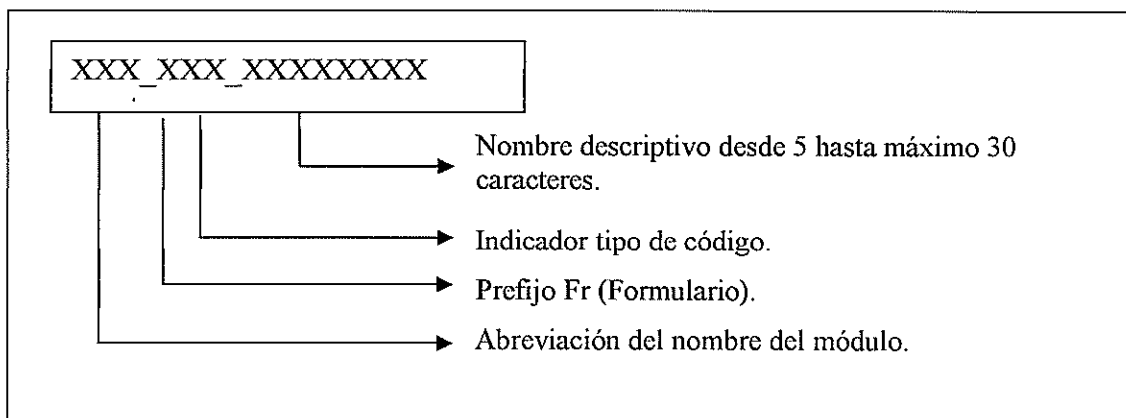 XXX_XXX_XXXXXXXX
Nombre descriptivo desde 5 hasta máximo 30
caracteres.
Indicador tipo de código.
Prefijo Fr (Formulario).
Abreviación del nombre del módulo.